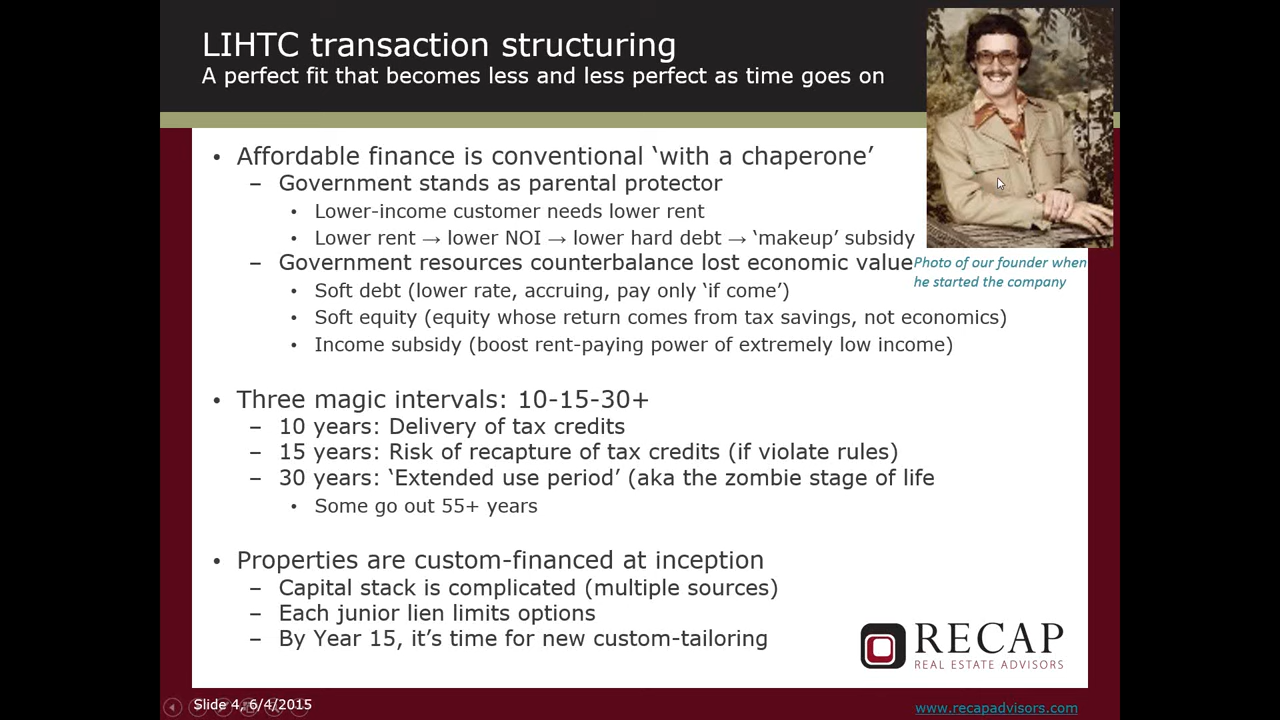 LIHTC transaction structuring
A perfect fit that becomes less and less perfect as time goes on
• Affordable finance is conventional ‘with a chaperone’
– Government stands as parental protector
• Lower-income customer needs lower rent
• Lower rent → lower NOI → lower hard debt → ‘makeup’ subsidy
– Government resources counterbalance lost economic value
Photo of our founder when
he started the company
• Soft debt (lower rate, accruing, pay only ‘if come’)
• Soft equity (equity whose return comes from tax savings, not economics)
• Income subsidy (boost rent-paying power of extremely low income)
• Three magic intervals: 10-15-30+
– 10 years: Delivery of tax credits
– 15 years: Risk of recapture of tax credits (if violate rules)
– 30 years: ‘Extended use period’ (aka the zombie stage of life
• Some go out 55+ years
• Properties are custom-financed at inception
– Capital stack is complicated (multiple sources)
– Each junior lien limits options
– By Year 15, it’s time for new custom-tailoring
RECAP
REAL ESTATE ADVISORS
Slide 4, 6/4/2015
www.recapadvisors.com